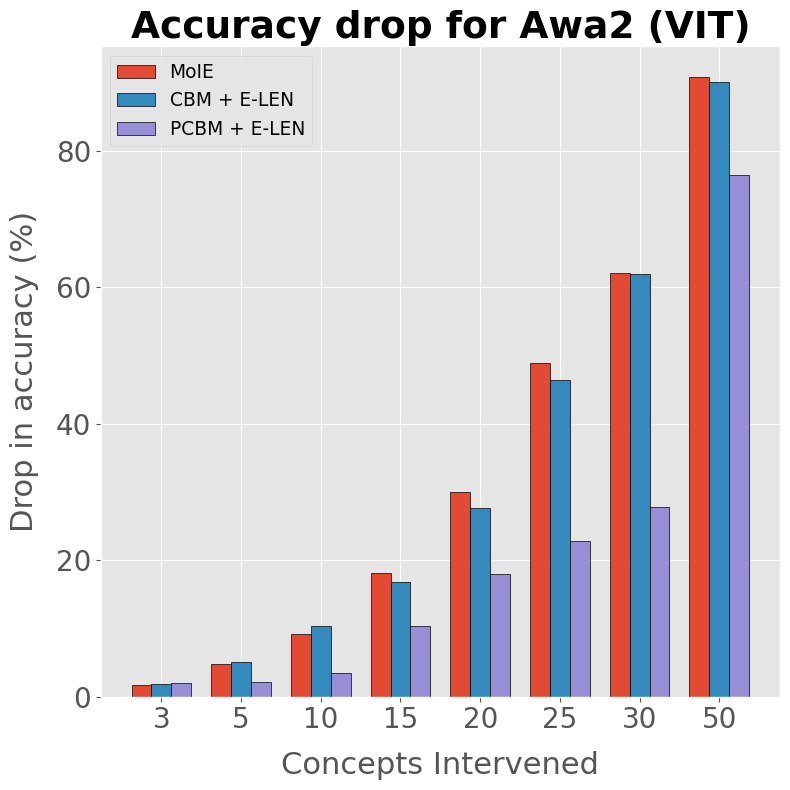 Accuracy drop for Awa2 (VIT)
MoIE
CBM + E-LEN
PCBM + E-LEN
Drop in accuracy (%)
80
60
40
20
0
3 5 10 15 20 25 30 50
Concepts Intervened